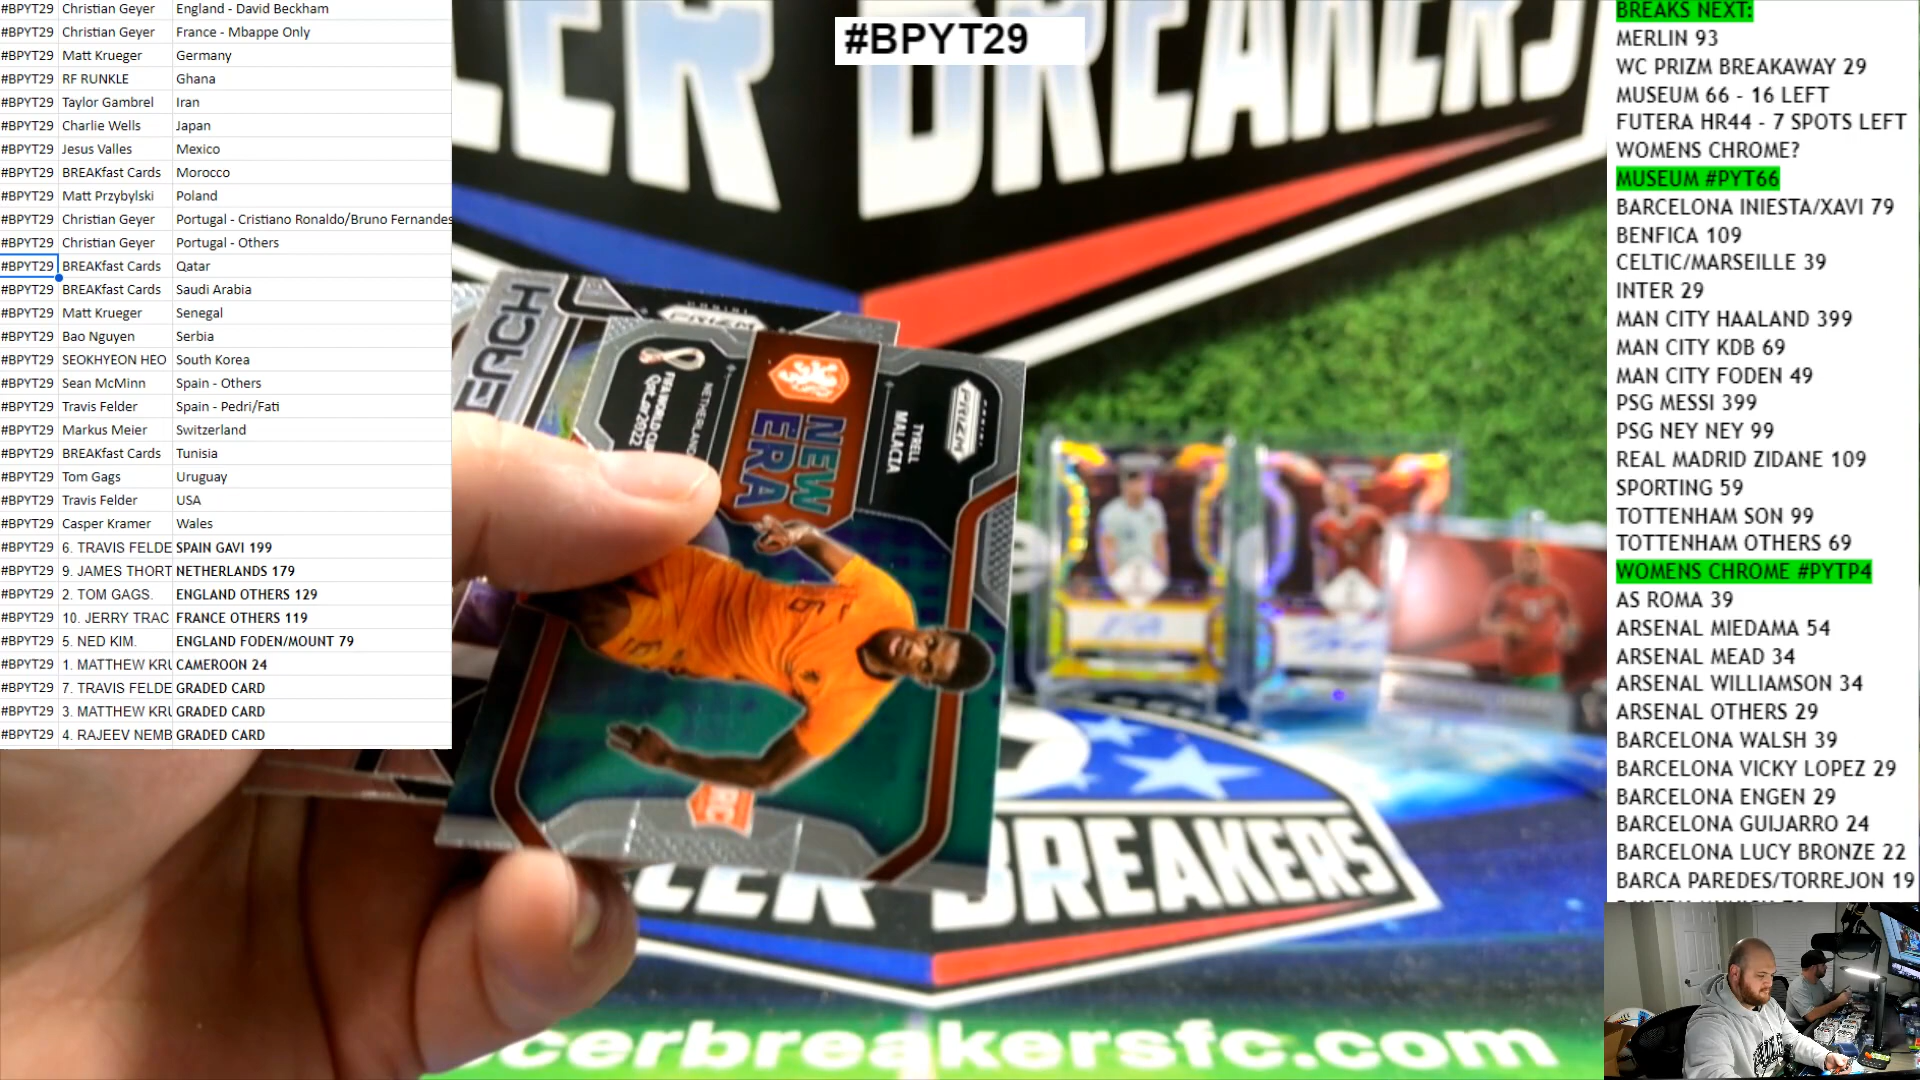 #BPYT29 Christian Geyer England - David Beckham
#BPYT29 Christian Geyer France - Mbappe Only
#BPYT29 Matt Krueger Germany
#BPYT29 RF RUNKLE Ghana
#BPYT29 Taylor Gambrel Iran
#BPYT29 Charlie Wells Japan
#BPYT29 Jesus Valles Mexico
#BPYT29 BREAKfast Cards Morocco
#BPYT29 Matt Przybylski Poland
#BPYT29 Christian Geyer Portugal - Cristiano Ronaldo/Bruno Fernandes
#BPYT29 Christian Geyer Portugal - Others
#BPYT29 BREAKfast Cards Qatar
#BPYT29 BREAKfast Cards Saudi Arabia
#BPYT29 Matt Krueger Senegal
#BPYT29 Bao Nguyen Serbia
#BPYT29 SEOKHYEON HEO South Korea
#BPYT29 Sean McMinn Spain - Others
#BPYT29 Travis Felder Spain - Pedri/Fati
#BPYT29 Markus Meier Switzerland
#BPYT29 BREAKfast Cards Tunisia
#BPYT29 Tom Gags Uruguay
#BPYT29 Travis Felder USA
#BPYT29 Casper Kramer Wales
#BPYT29 6. TRAVIS FELDE SPAIN GAVI 199
#BPYT29 9. JAMES THORT NETHERLANDS 179
#BPYT29 2. TOM GAGS. ENGLAND OTHERS 129
#BPYT29 10. JERRY TRAC FRANCE OTHERS 119
#BPYT29 5. NED KIM. ENGLAND FODEN/MOUNT 79
#BPYT29 1. MATTHEW KRU CAMEROON 24
#BPYT29 7. TRAVIS FELDE GRADED CARD
#BPYT29 3. MATTHEW KRU GRADED CARD
#BPYT29 4. RAJEEV NEMB GRADED CARD
#BPYT29
LER BREAKERS
PANINI
PRIZM
FIFA WORLD CUP
Qatar2022
NEW
ERA
TYRELL
MALACIA
PANINI
PRIZM
RC
LER BREAKERS
cerbreakersfc.com
BREAKS NEXT:
MERLIN 93
WC PRIZM BREAKAWAY 29
MUSEUM 66 - 16 LEFT
FUTERA HR44 - 7 SPOTS LEFT
WOMENS CHROME?
MUSEUM #PYT66
BARCELONA INIESTA/XAVI 79
BENFICA 109
CELTIC/MARSEILLE 39
INTER 29
MAN CITY HAALAND 399
MAN CITY KDB 69
MAN CITY FODEN 49
PSG MESSI 399
PSG NEY NEY 99
REAL MADRID ZIDANE 109
SPORTING 59
TOTTENHAM SON 99
TOTTENHAM OTHERS 69
WOMENS CHROME #PYTP4
AS ROMA 39
ARSENAL MIEDAMA 54
ARSENAL MEAD 34
ARSENAL WILLIAMSON 34
ARSENAL OTHERS 29
BARCELONA WALSH 39
BARCELONA VICKY LOPEZ 29
BARCELONA ENGEN 29
BARCELONA GUIJARRO 24
BARCELONA LUCY BRONZE 22
BARCA PAREDES/TORREJON 19